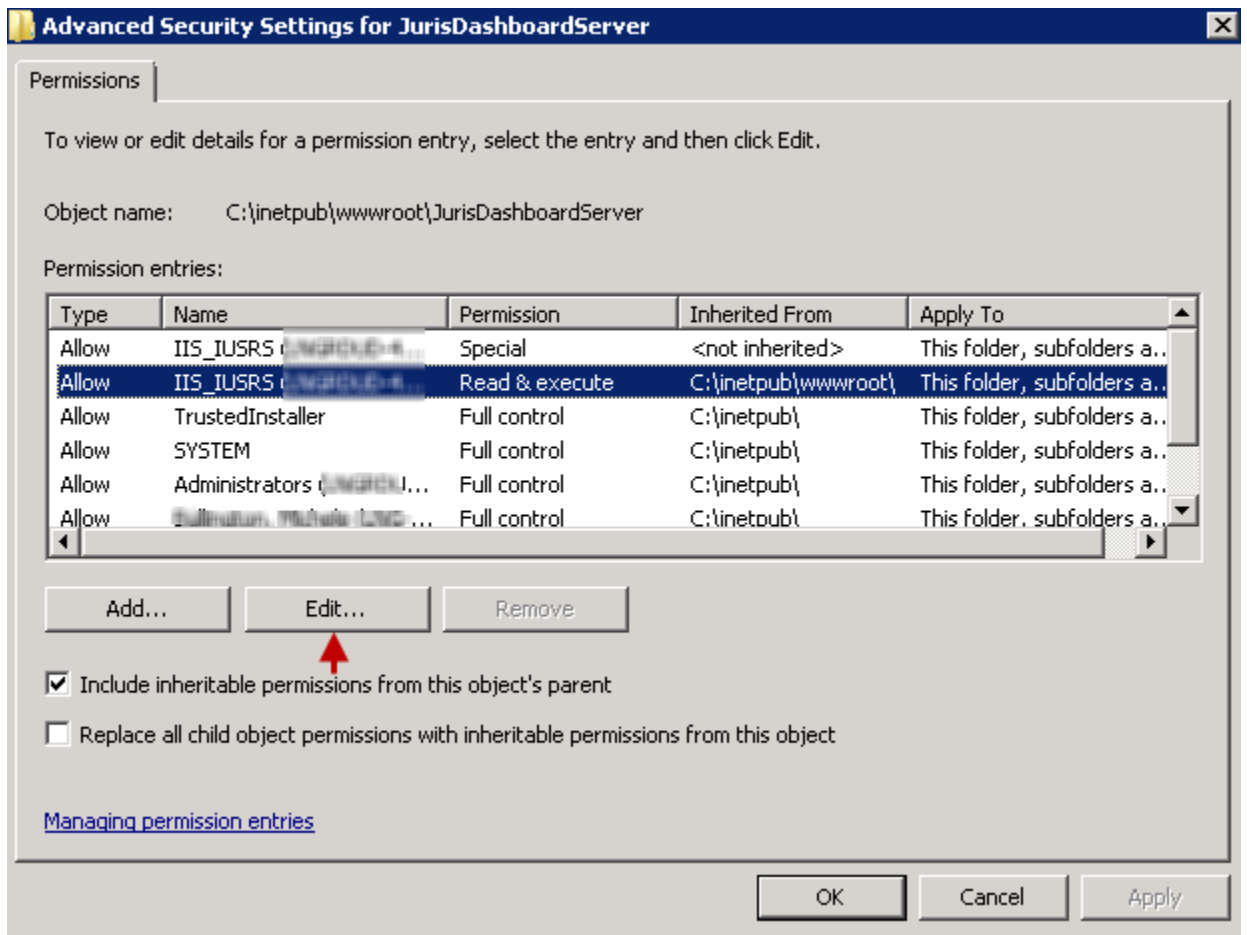 Advanced Security Settings for JurisDashboardServer
Permissions
To view or edit details for a permission entry, select the entry and then click Edit.
Object name: C:\inetpub\wwwroot\JurisDashboardServer
Permission entries:
Type Name Permission Inherited From Apply To
Allow IIS_IUSRS ( ... Special <not inherited> This folder, subfolders a...
Allow IIS_IUSRS ( ... Read & execute C:\inetpub\wwwroot\ This folder, subfolders a...
Allow TrustedInstaller Full control C:\inetpub\ This folder, subfolders a...
Allow SYSTEM Full control C:\inetpub\ This folder, subfolders a...
Allow Administrators ( ... Full control C:\inetpub\ This folder, subfolders a...
Allow ... Full control C:\inetpub\ This folder, subfolders a...
Add... Edit... Remove
Include inheritable permissions from this object's parent
Replace all child object permissions with inheritable permissions from this object
Managing permission entries
OK Cancel Apply